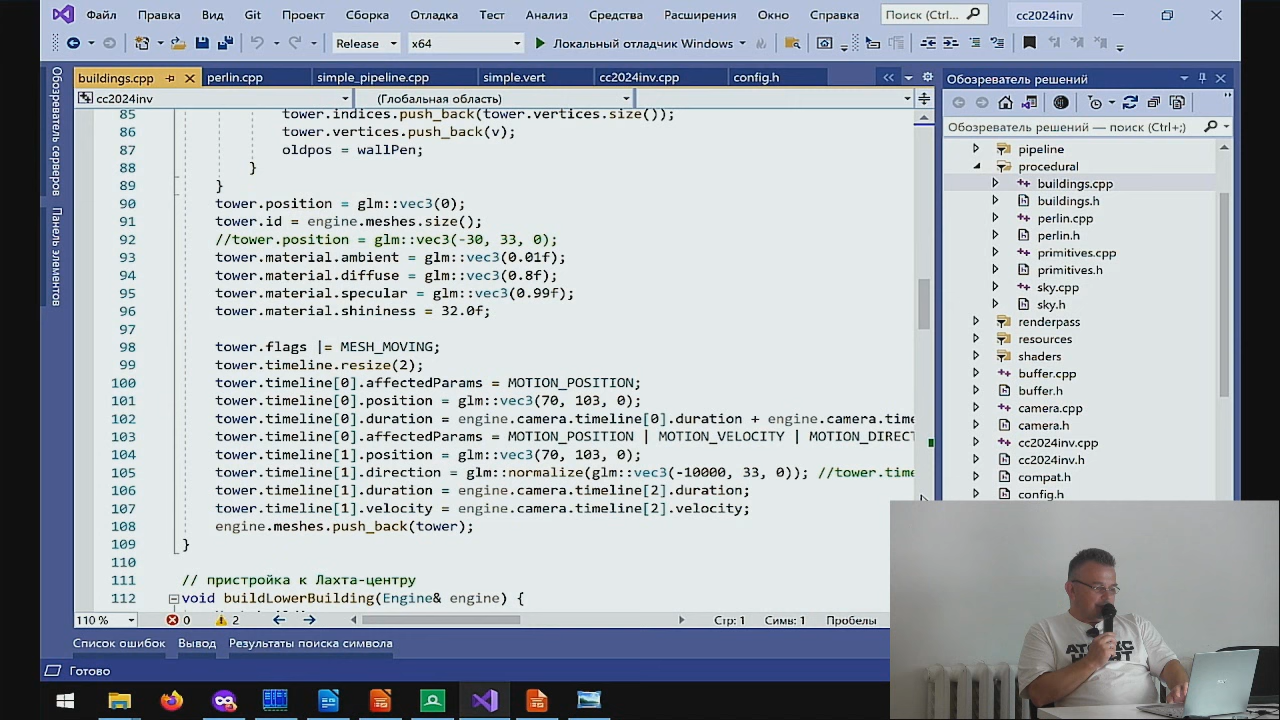 Файл Правка Вид Git Проект Сборка Отладка Тест Анализ Средства Расширения Окно Справка Поиск (Ctrl... cc2024inv
Release x64 Локальный отладчик Windows
buildings.cpp perlin.cpp simple_pipeline.cpp simple.vert cc2024inv.cpp config.h
cc2024inv (Глобальная область)
Обозреватель серверов
Панель элементов
85 tower.indices.push_back(tower.vertices.size());
86 tower.vertices.push_back(v);
87 oldpos = wallPen;
88 }
89 }
90 tower.position = glm::vec3(0);
91 tower.id = engine.meshes.size();
92 //tower.position = glm::vec3(-30, 33, 0);
93 tower.material.ambient = glm::vec3(0.01f);
94 tower.material.diffuse = glm::vec3(0.8f);
95 tower.material.specular = glm::vec3(0.99f);
96 tower.material.shininess = 32.0f;
97
98 tower.flags |= MESH_MOVING;
99 tower.timeline.resize(2);
100 tower.timeline[0].affectedParams = MOTION_POSITION;
101 tower.timeline[0].position = glm::vec3(70, 103, 0);
102 tower.timeline[0].duration = engine.camera.timeline[0].duration + engine.camera.time
103 tower.timeline[0].affectedParams = MOTION_POSITION | MOTION_VELOCITY | MOTION_DIRECT
104 tower.timeline[1].position = glm::vec3(70, 103, 0);
105 tower.timeline[1].direction = glm::normalize(glm::vec3(-10000, 33, 0)); //tower.time
106 tower.timeline[1].duration = engine.camera.timeline[2].duration;
107 tower.timeline[1].velocity = engine.camera.timeline[2].velocity;
108 engine.meshes.push_back(tower);
109 }
110
111 // пристройка к Лахта-центру
112 void buildLowerBuilding(Engine& engine) {
110 % 0 2 Стр: 1 Симв: 1 Пробелы
Список ошибок Вывод Результаты поиска символа
Готово
Обозреватель решений
Обозреватель решений — поиск (Ctrl+;)
pipeline
procedural
buildings.cpp
buildings.h
perlin.cpp
perlin.h
primitives.cpp
primitives.h
sky.cpp
sky.h
renderpass
resources
shaders
buffer.cpp
buffer.h
camera.cpp
camera.h
cc2024inv.cpp
cc2024inv.h
compat.h
config.h